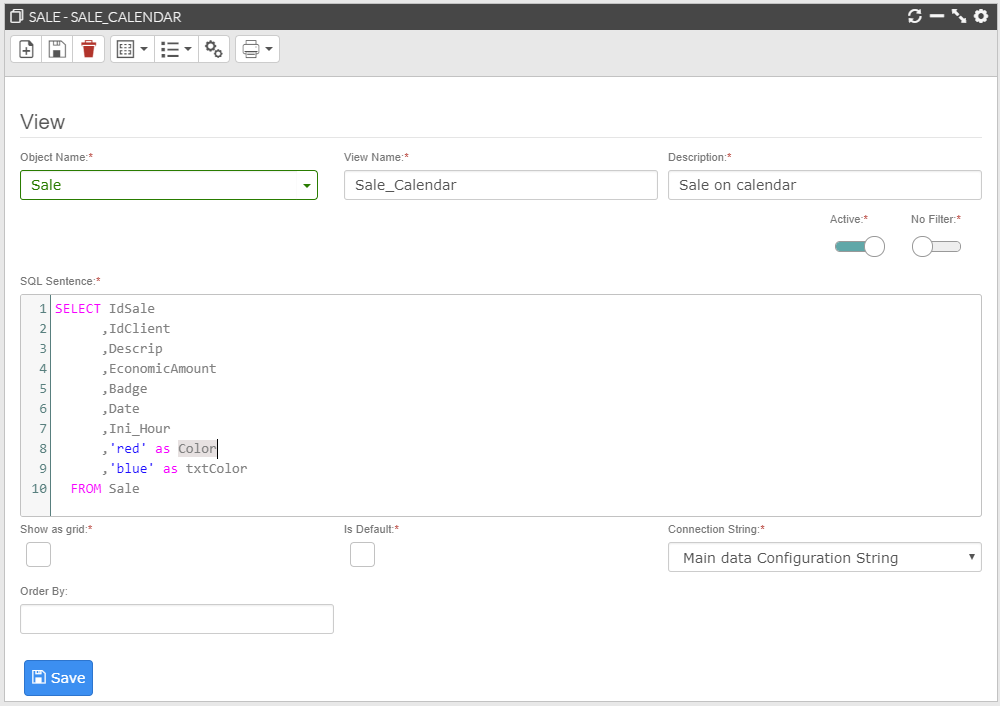 SALE - SALE_CALENDAR
View
Object Name:* View Name:* Description:*
Sale Sale_Calendar Sale on calendar
Active:* No Filter:*
SQL Sentence:*
1 SELECT IdSale
2 ,IdClient
3 ,Descrip
4 ,EconomicAmount
5 ,Badge
6 ,Date
7 ,Ini_Hour
8 ,'red' as Color
9 ,'blue' as txtColor
10 FROM Sale
Show as grid:* Is Default:* Connection String:*
Main data Configuration String
Order By:
Save